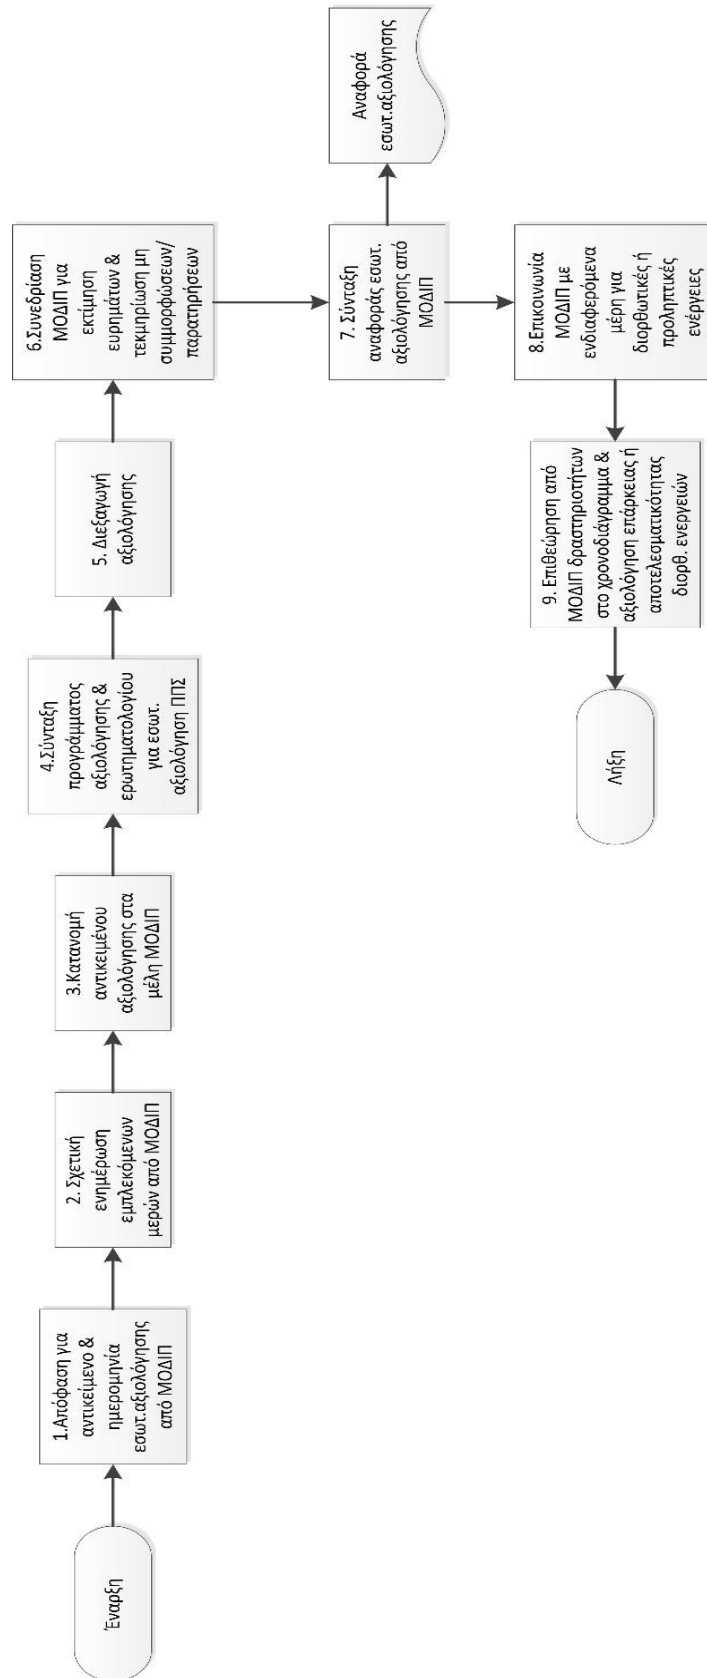 Έναρξη
1.Απόφαση για
αντικείμενο &
ημερομηνία
εσωτ.αξιολόγησης
από ΜΟΔΙΠ
2. Σχετική
ενημέρωση
εμπλεκόμενων
μερών από ΜΟΔΙΠ
3.Κατανομή
αντικειμένου
αξιολόγησης στα
μέλη ΜΟΔΙΠ
4.Σύνταξη
προγράμματος
αξιολόγησης &
ερωτηματολογίου
για εσωτ.
αξιολόγηση ΠΠΣ
5. Διεξαγωγή
αξιολόγησης
6.Συνεδρίαση
ΜΟΔΙΠ για
εκτίμηση
ευρημάτων &
τεκμηρίωση μη
συμμορφώσεων/
παρατηρήσεων
7. Σύνταξη
αναφοράς εσωτ.
αξιολόγησης από
ΜΟΔΙΠ
Αναφορά
εσωτ.αξιολόγησης
8.Επικοινωνία
ΜΟΔΙΠ με
ενδιαφερόμενα
μέρη για
διορθωτικές ή
προληπτικές
ενέργειες
9. Επιθεώρηση από
ΜΟΔΙΠ δραστηριοτήτων
στο χρονοδιάγραμμα &
αξιολόγηση επάρκειας ή
αποτελεσματικότητας
διορθ. ενεργειών
Λήξη